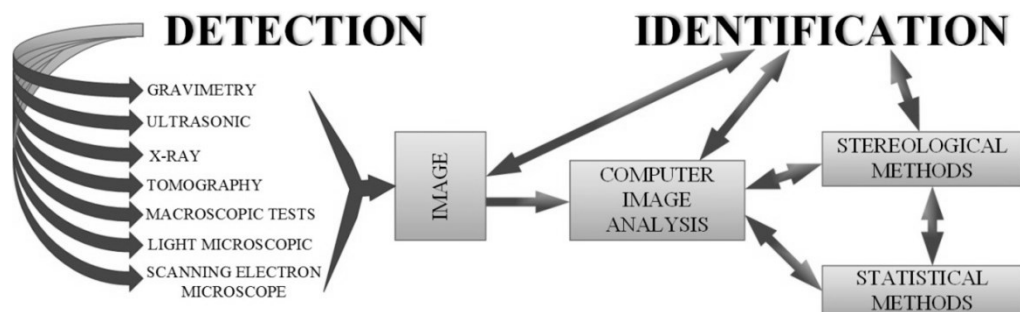 DETECTION
IDENTIFICATION
GRAVIMETRY
ULTRASONIC
X-RAY
TOMOGRAPHY
MACROSCOPIC TESTS
LIGHT MICROSCOPIC
SCANNING ELECTRON
MICROSCOPE
IMAGE
COMPUTER
IMAGE
ANALYSIS
STEREOLOGICAL
METHODS
STATISTICAL
METHODS